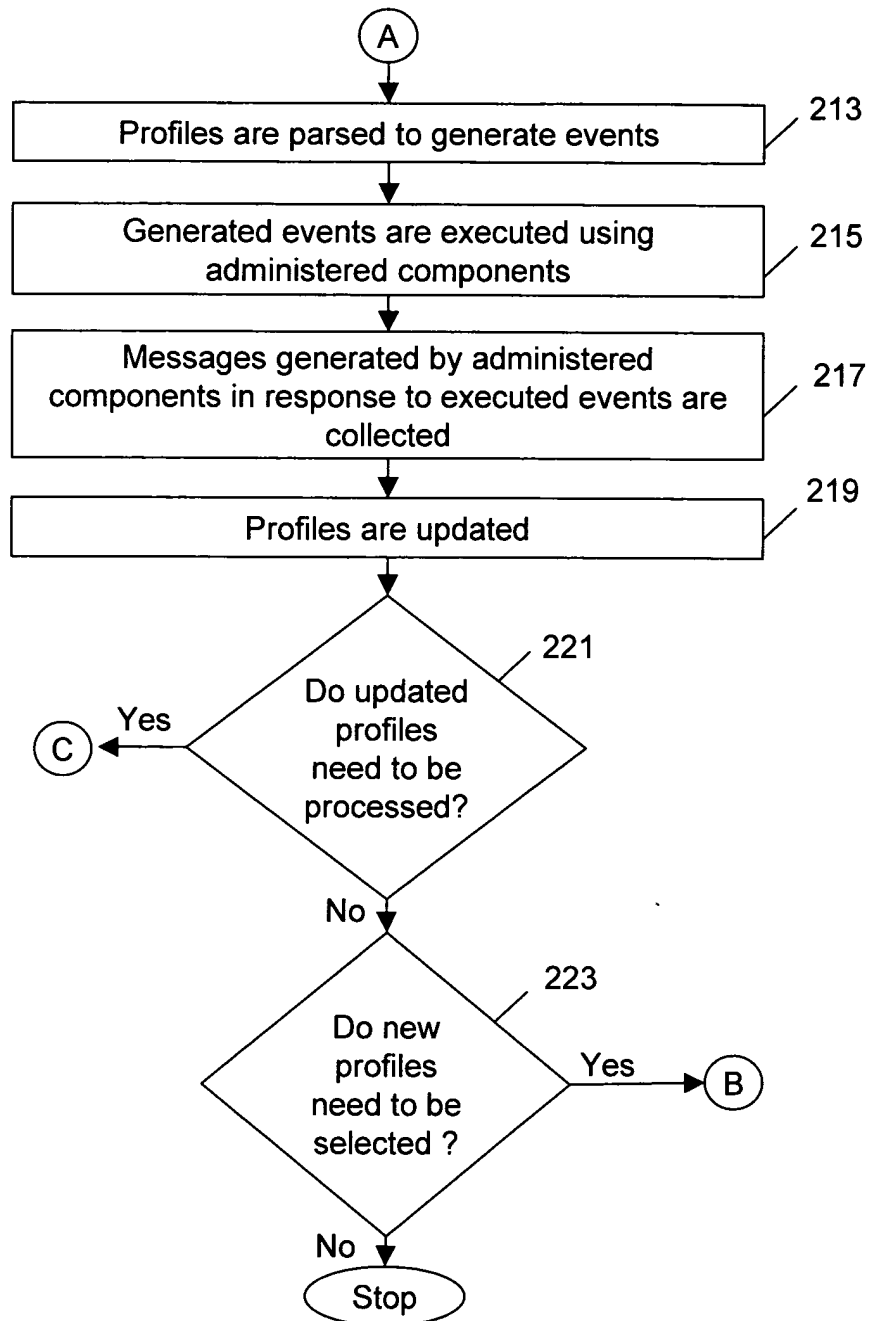 A
Profiles are parsed to generate events
213
Generated events are executed using
administered components
215
Messages generated by administered
components in response to executed events are
collected
217
Profiles are updated
219
221
Do updated
profiles
need to be
processed?
Yes
C
No
223
Do new
profiles
need to be
selected ?
Yes
B
No
Stop